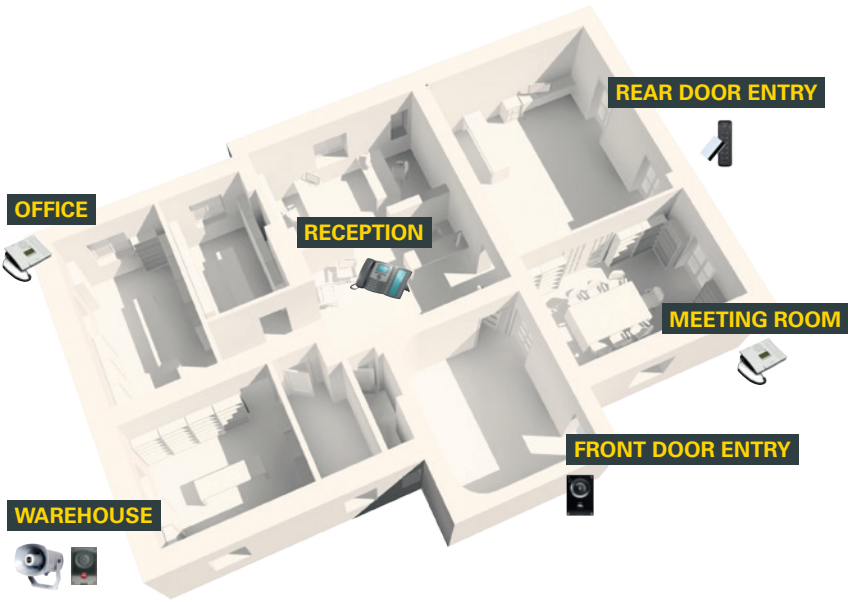 REAR DOOR ENTRY
OFFICE
RECEPTION
MEETING ROOM
FRONT DOOR ENTRY
WAREHOUSE